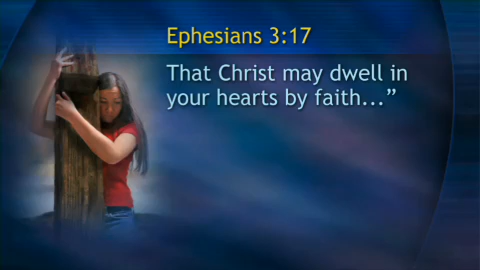 Ephesians 3:17
That Christ may dwell in
your hearts by faith...”